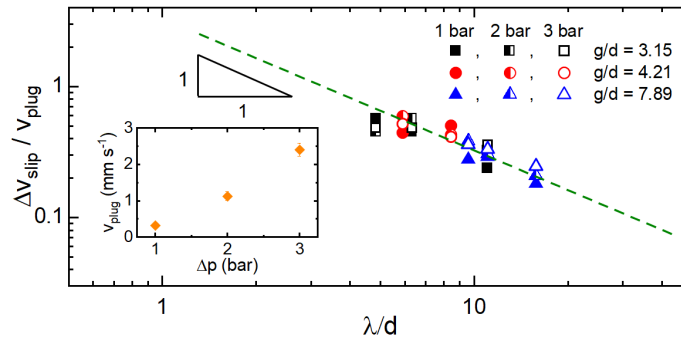 1 bar 2 bar 3 bar
, , g/d = 3.15
, , g/d = 4.21
, , g/d = 7.89
1
1
Δv_slip / v_plug
1
0.1
v_plug (mm s⁻¹)
3
2
1
0
1 2 3
Δp (bar)
1 10
λ/d